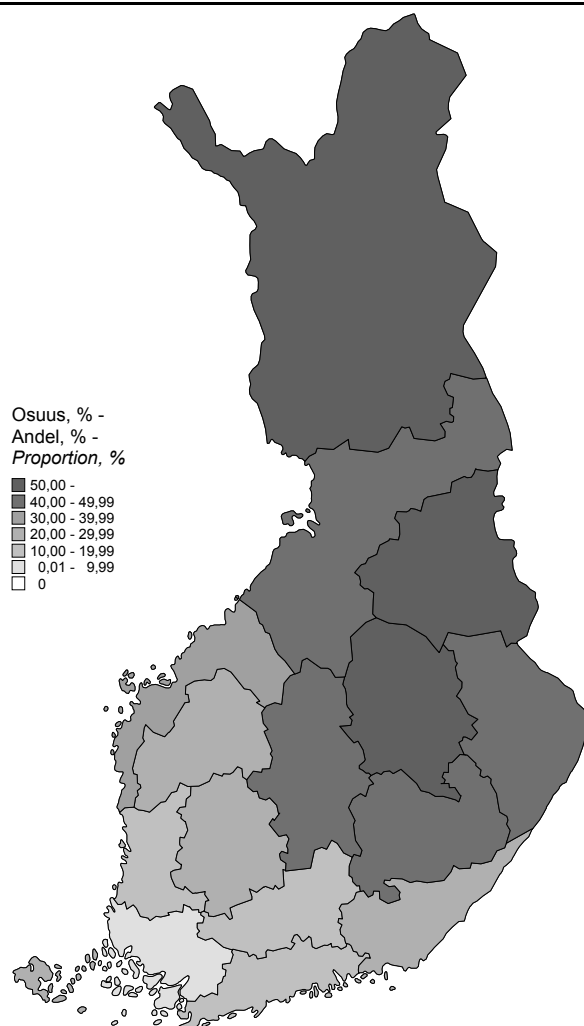 Osuus, % -
Andel, % -
Proportion, %
50,00 -
40,00 - 49,99
30,00 - 39,99
20,00 - 29,99
10,00 - 19,99
0,01 - 9,99
0